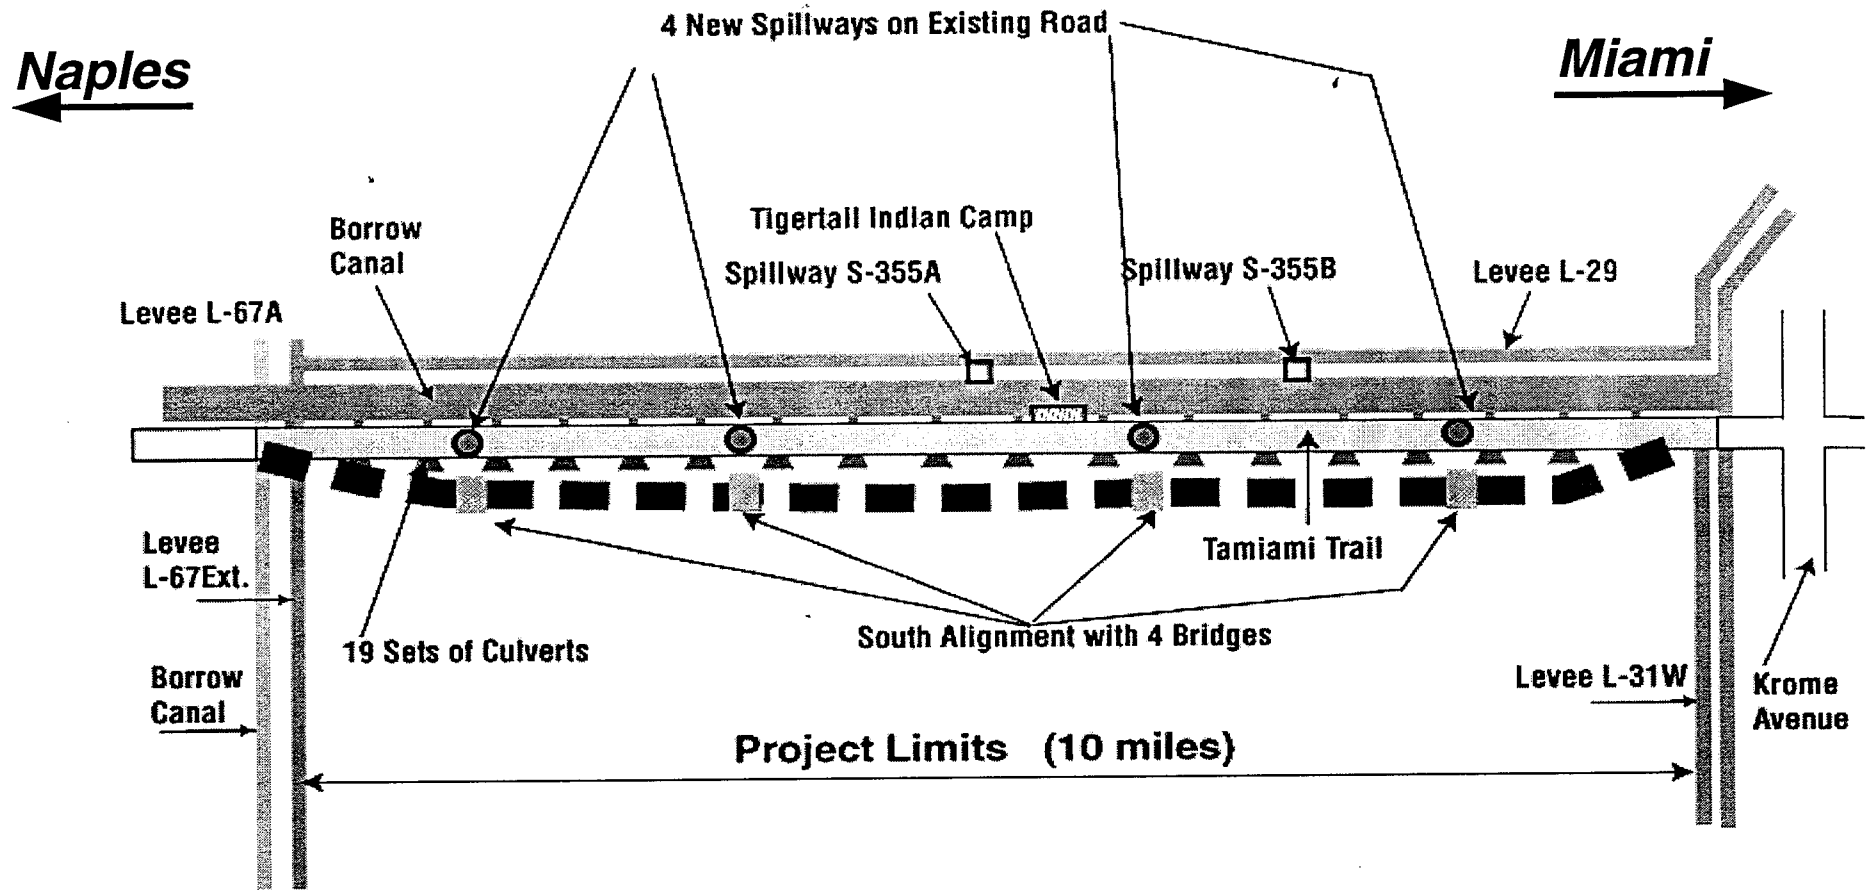 4 New Spillways on Existing Road
Naples
Miami
Tigertail Indian Camp
Borrow
Canal
Spillway S-355A
Spillway S-355B
Levee L-29
Levee L-67A
Levee
L-67Ext.
Tamiami Trail
19 Sets of Culverts
South Alignment with 4 Bridges
Borrow
Canal
Levee L-31W
Krome
Avenue
Project Limits (10 miles)